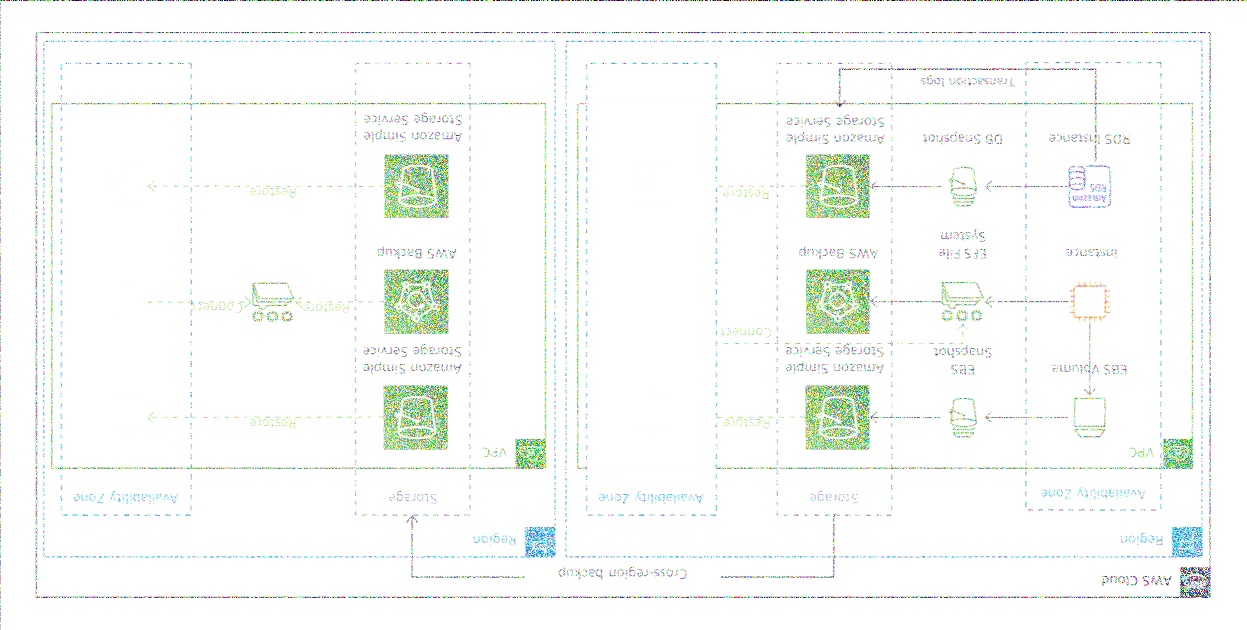 AWS Cloud
Cross-region backup
Region
Region
Availability Zone
Storage
Availability Zone
Storage
Availability Zone
VPC
VPC
Restore
Restore
EBS Volume
EBS
Snapshot
Amazon Simple
Storage Service
Amazon Simple
Storage Service
Connect
Restore
Connect
Instance
EFS File
System
AWS Backup
AWS Backup
Amazon
RDS
Restore
Restore
RDS Instance
DB Snapshot
Amazon Simple
Storage Service
Amazon Simple
Storage Service
Transaction logs